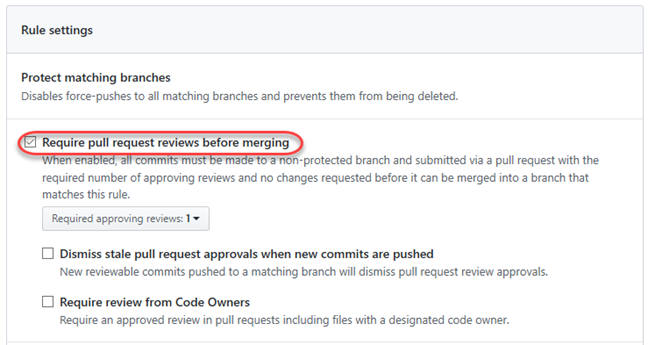 Rule settings
Protect matching branches
Disables force-pushes to all matching branches and prevents them from being deleted.
Require pull request reviews before merging
When enabled, all commits must be made to a non-protected branch and submitted via a pull request with the
required number of approving reviews and no changes requested before it can be merged into a branch that
matches this rule.
Required approving reviews: 1
Dismiss stale pull request approvals when new commits are pushed
New reviewable commits pushed to a matching branch will dismiss pull request review approvals.
Require review from Code Owners
Require an approved review in pull requests including files with a designated code owner.